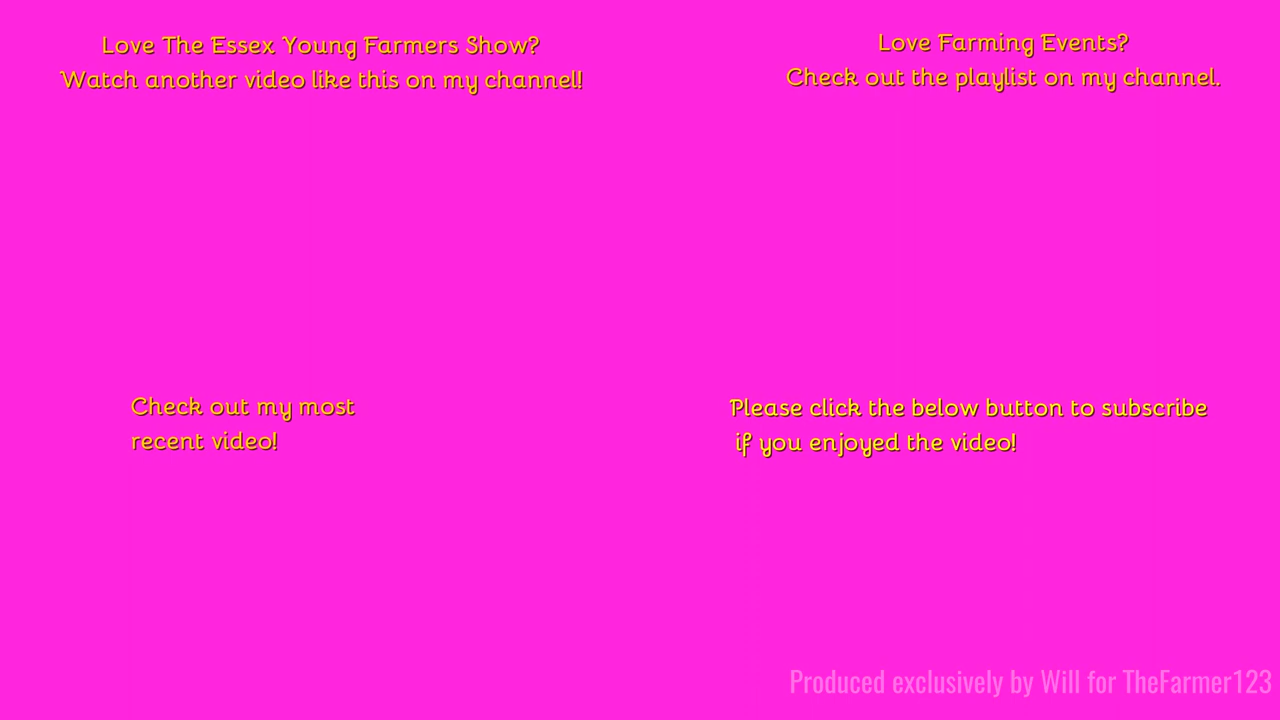 Love The Essex Young Farmers Show?
Watch another video like this on my channel!
Love Farming Events?
Check out the playlist on my channel.
Check out my most
recent video!
Please click the below button to subscribe
if you enjoyed the video!
Produced exclusively by Will for TheFarmer123